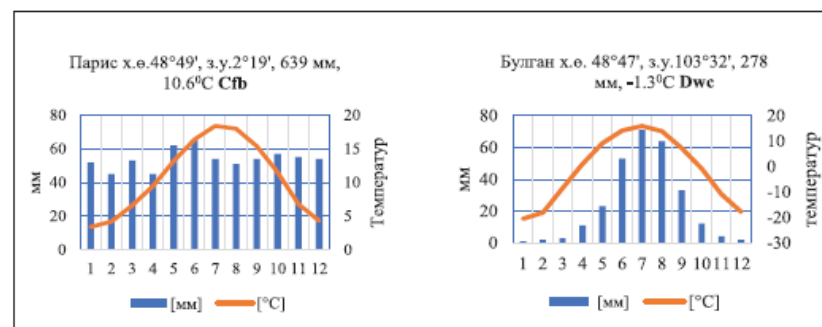 Парис х.ө.48°49', з.у.2°19', 639 мм,
10.6⁰C Cfb
80
60
40
20
0
мм
20
15
10
5
0
Температур
1 2 3 4 5 6 7 8 9 10 11 12
[мм] [°C]
Булган х.ө. 48°47', з.у.103°32', 278
мм, -1.3⁰C Dwc
80
60
40
20
0
мм
20
10
0
-10
-20
-30
Температур
1 2 3 4 5 6 7 8 9 10 11 12
[мм] [°C]